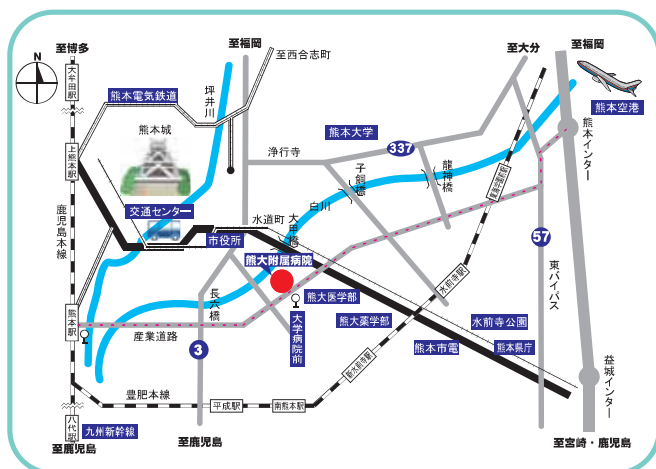 至博多
N
大牟田駅
至福岡
至西合志町
至大分
至福岡
熊本電気鉄道
坪井川
熊本空港
熊本城
熊本大学
熊本インター
337
上熊本駅
浄行寺
子飼橋
龍神橋
交通センター
水道町
大甲橋
白川
市役所
57
鹿児島本線
熊大附属病院
東バイパス
長六橋
水前寺駅
熊大医学部
熊本駅
大学病院前
熊大薬学部
水前寺公園
産業道路
3
熊本市電
熊本県庁
新水前寺駅
益城インター
豊肥本線
平成駅
南熊本駅
八代駅
九州新幹線
至鹿児島
至鹿児島
至宮崎・鹿児島